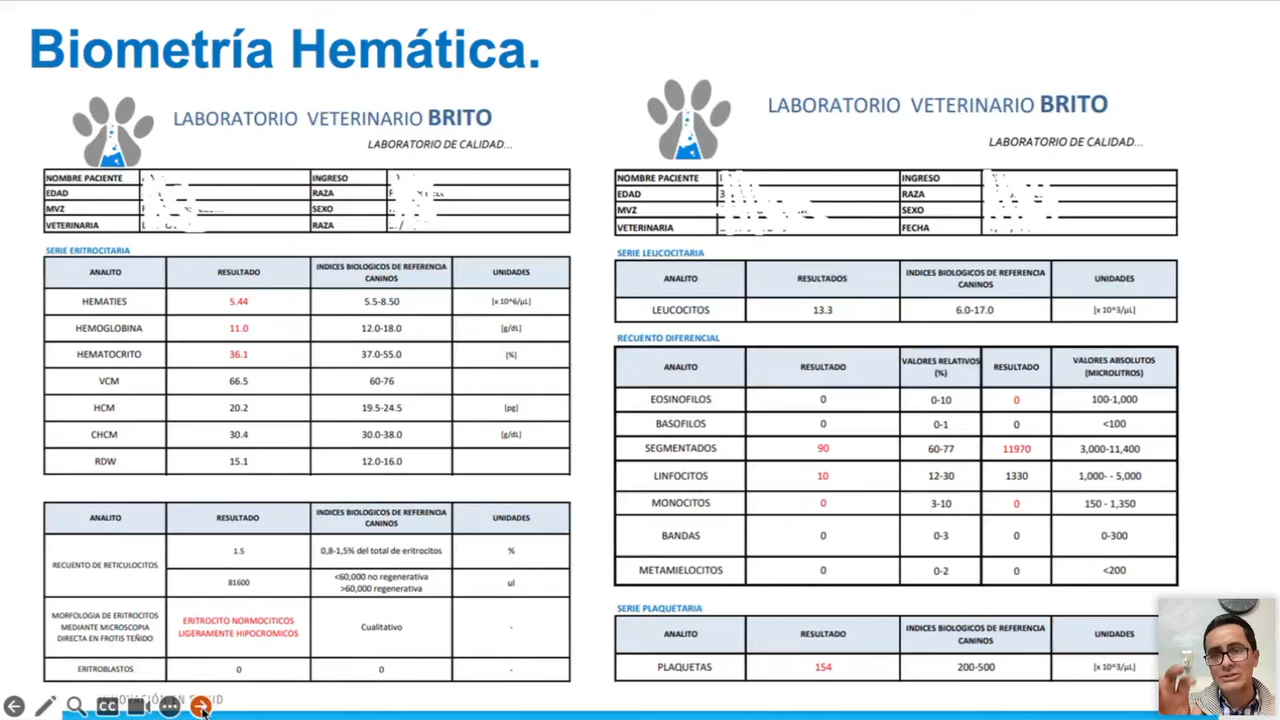 Biometría Hemática.
LABORATORIO VETERINARIO BRITO
LABORATORIO DE CALIDAD...
NOMBRE PACIENTE INGRESO
EDAD RAZA
MVZ SEXO
VETERINARIA RAZA
SERIE ERITROCITARIA
ANALITO RESULTADO INDICES BIOLOGICOS DE REFERENCIA CANINOS UNIDADES
HEMATIES 5.44 5.5-8.50 [x 10^6/µL]
HEMOGLOBINA 11.0 12.0-18.0 [g/dL]
HEMATOCRITO 36.1 37.0-55.0 [%]
VCM 66.5 60-76
HCM 20.2 19.5-24.5 [pg]
CHCM 30.4 30.0-38.0 [g/dL]
RDW 15.1 12.0-16.0
ANALITO RESULTADO INDICES BIOLOGICOS DE REFERENCIA CANINOS UNIDADES
RECUENTO DE RETICULOCITOS 1.5 0,8-1,5% del total de eritrocitos %
81600 <60,000 no regenerativa >60,000 regenerativa ul
MORFOLOGIA DE ERITROCITOS MEDIANTE MICROSCOPIA DIRECTA EN FROTIS TEÑIDO ERITROCITO NORMOCITICOS LIGERAMENTE HIPOCROMICOS Cualitativo -
ERITROBLASTOS 0 0 -
LABORATORIO VETERINARIO BRITO
LABORATORIO DE CALIDAD...
NOMBRE PACIENTE INGRESO
EDAD 3 RAZA
MVZ SEXO
VETERINARIA FECHA
SERIE LEUCOCITARIA
ANALITO RESULTADOS INDICES BIOLOGICOS DE REFERENCIA CANINOS UNIDADES
LEUCOCITOS 13.3 6.0-17.0 [x 10^3/µL]
RECUENTO DIFERENCIAL
ANALITO RESULTADO VALORES RELATIVOS (%) RESULTADO VALORES ABSOLUTOS (MICROLITROS)
EOSINOFILOS 0 0-10 0 100-1,000
BASOFILOS 0 0-1 0 <100
SEGMENTADOS 90 60-77 11970 3,000-11,400
LINFOCITOS 10 12-30 1330 1,000- - 5,000
MONOCITOS 0 3-10 0 150 - 1,350
BANDAS 0 0-3 0 0-300
METAMIELOCITOS 0 0-2 0 <200
SERIE PLAQUETARIA
ANALITO RESULTADO INDICES BIOLOGICOS DE REFERENCIA CANINOS UNIDADES
PLAQUETAS 154 200-500 [x 10^3/µL]
CC